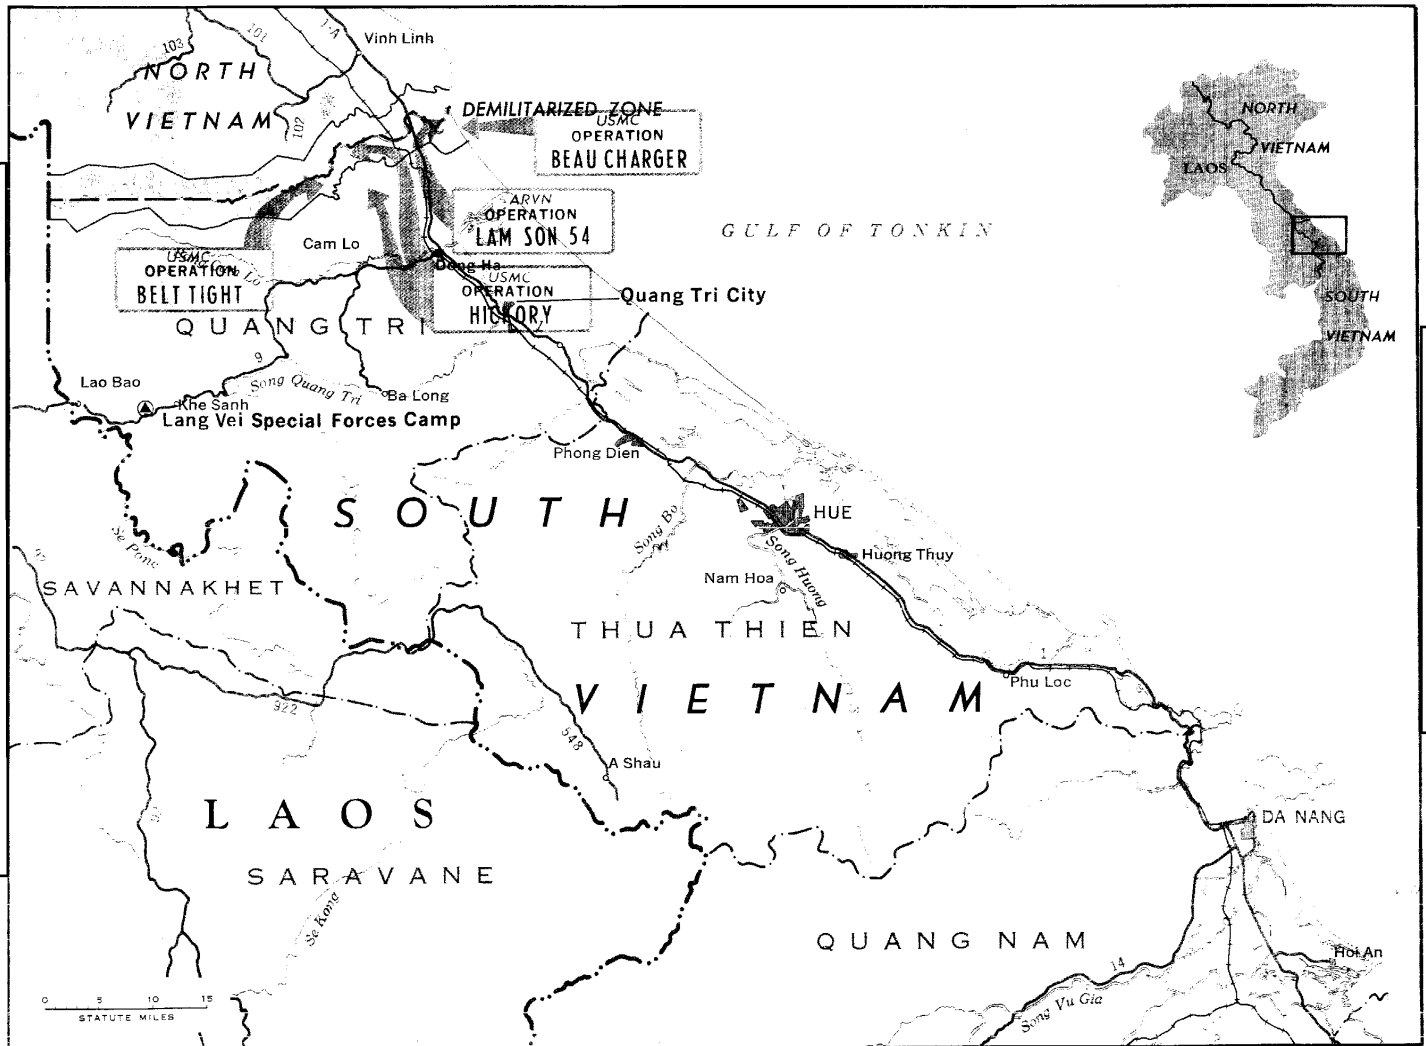 1-A
101
103
Vinh Linh
NORTH
VIETNAM
102
DEMILITARIZED ZONE
USMC
OPERATION
BEAU CHARGER
ARVN
OPERATION
LAM SON 54
Cam Lo
USMC
OPERATION
BELT TIGHT
Lo
Dong Ha
USMC
OPERATION
HICKORY
Quang Tri City
GULF OF TONKIN
NORTH
VIETNAM
LAOS
SOUTH
VIETNAM
QUANG TRI
9
Lao Bao
Song Quang Tri
Ba Long
Khe Sanh
Lang Vei Special Forces Camp
Phong Dien
SOUTH
HUE
Song Bo
Song Huong
Huong Thuy
Nam Hoa
Se Pone
SAVANNAKHET
THUA THIEN
1
Phu Loc
VIETNAM
922
548
A Shau
LAOS
SARAVANE
Se Kong
DA NANG
QUANG NAM
14
Song Vu Gia
Hoi An
0 5 10 15
STATUTE MILES